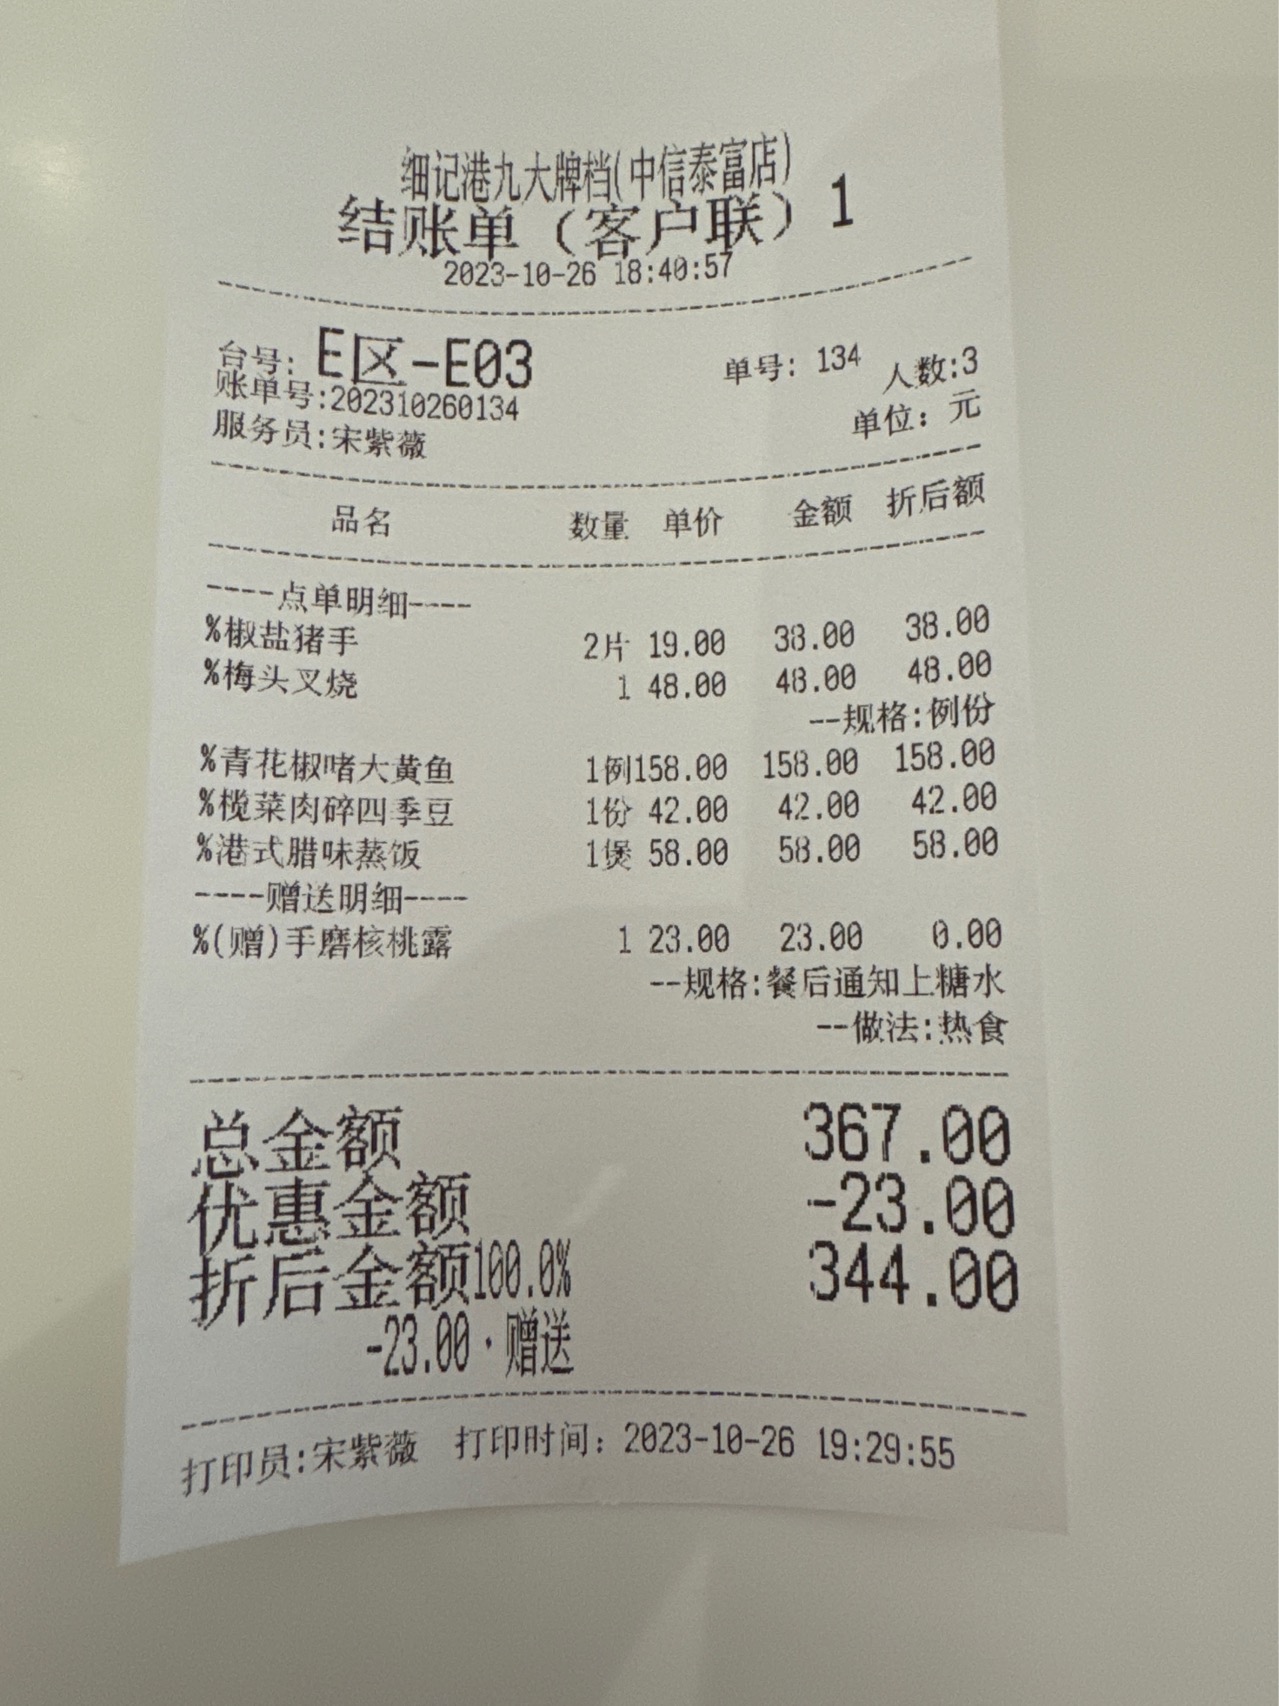 细记港九大牌档(中信泰富店)
结账单（客户联）1
2023-10-26 18:40:57
台号: E区-E03 单号: 134 人数:3
账单号:202310260134 单位: 元
服务员:宋紫薇
品名 数量 单价 金额 折后额
----点单明细----
%椒盐猪手 2片 19.00 38.00 38.00
%梅头叉烧 1 48.00 48.00 48.00
--规格:例份
%青花椒啫大黄鱼 1例158.00 158.00 158.00
%榄菜肉碎四季豆 1份 42.00 42.00 42.00
%港式腊味蒸饭 1煲 58.00 58.00 58.00
----赠送明细----
%(赠)手磨核桃露 1 23.00 23.00 0.00
--规格:餐后通知上糖水
--做法:热食
总金额 367.00
优惠金额 -23.00
折后金额100.0% 344.00
-23.00·赠送
打印员:宋紫薇 打印时间: 2023-10-26 19:29:55